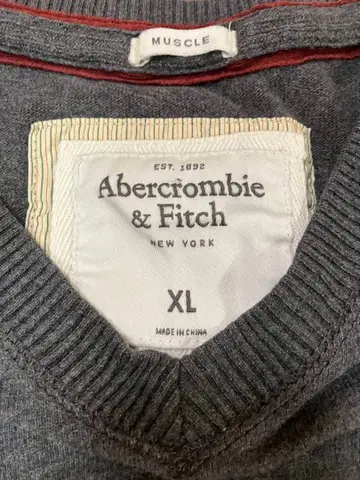 MUSCLE
EST. 1892
Abercrombie
& Fitch
NEW YORK
XL
MADE IN CHINA